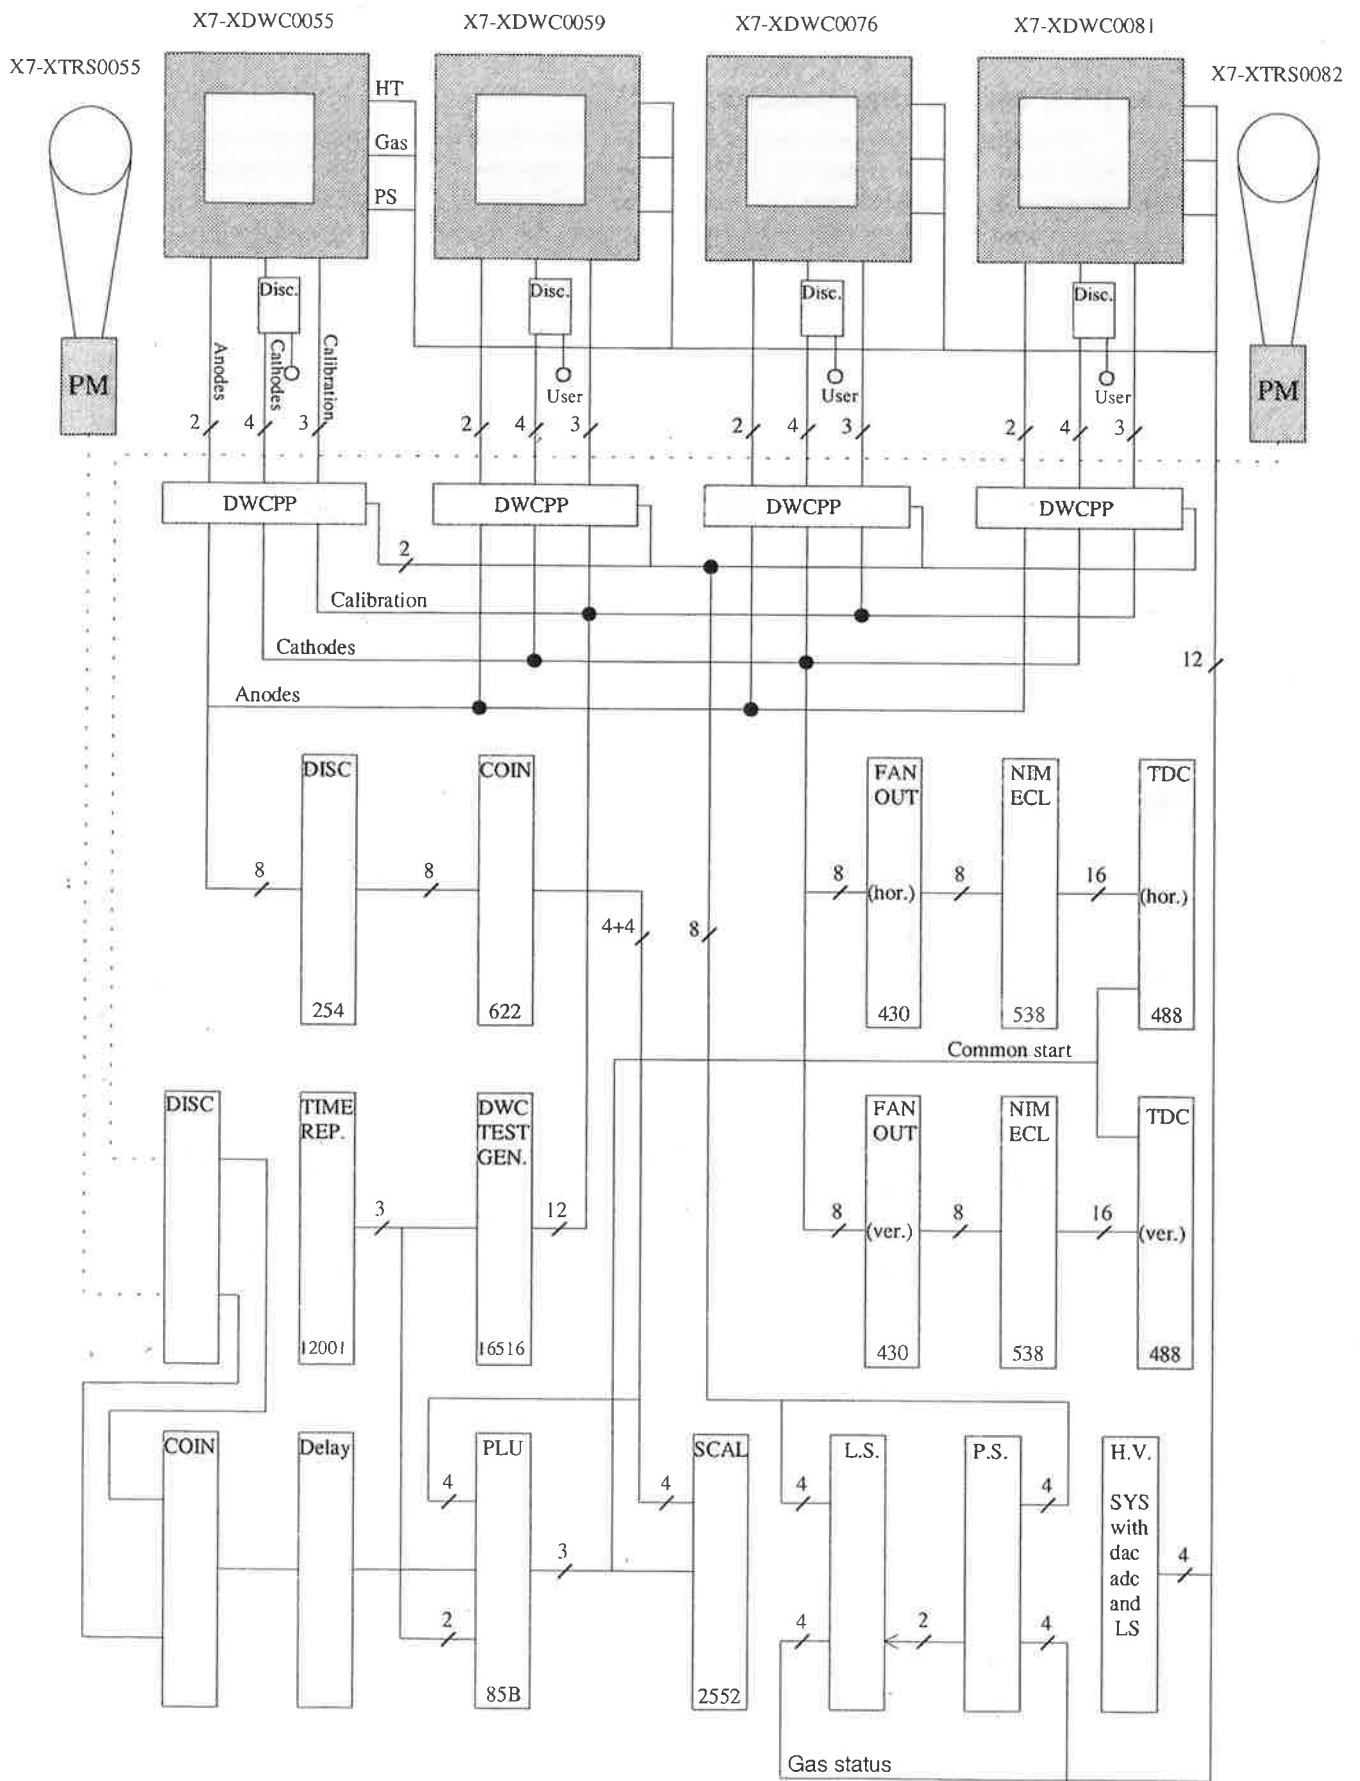 X7-XDWC0055
X7-XDWC0059
X7-XDWC0076
X7-XDWC0081
X7-XTRS0055
X7-XTRS0082
HT
Gas
PS
Disc.
Disc.
Disc.
Disc.
Anodes
Cathodes
Calibration
User
User
User
PM
PM
2
4
3
2
4
3
2
4
3
2
4
3
DWCPP
DWCPP
DWCPP
DWCPP
2
Calibration
Cathodes
12
Anodes
DISC
COIN
FAN
OUT
NIM
ECL
TDC
8
8
8
8
16
(hor.)
(hor.)
4+4
8
254
622
430
538
488
Common start
DISC
TIME
REP.
DWC
TEST
GEN.
FAN
OUT
NIM
ECL
TDC
3
12
8
8
16
(ver.)
(ver.)
12001
16516
430
538
488
COIN
Delay
PLU
SCAL
L.S.
P.S.
H.V.
SYS
with
dac
adc
and
LS
4
4
4
4
3
4
2
4
2
4
85B
2552
Gas status